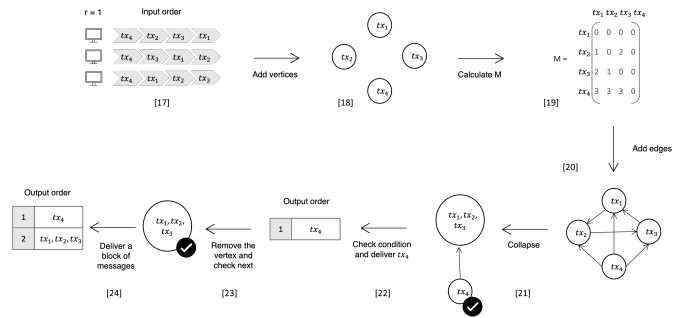 r = 1 Input order
tx₄ tx₂ tx₃ tx₁
tx₄ tx₃ tx₁ tx₂
tx₄ tx₁ tx₂ tx₃
[17]
Add vertices
tx₁
tx₂ tx₃
tx₄
[18]
Calculate M
tx₁ tx₂ tx₃ tx₄
tx₁ 0 0 0 0
tx₂ 1 0 2 0
M =
tx₃ 2 1 0 0
tx₄ 3 3 3 0
[19]
Add edges
[20]
tx₁
tx₂ tx₃
tx₄
Collapse
[21]
tx₁, tx₂,
tx₃
tx₄
Check condition
and deliver tx₄
[22]
Output order
1 tx₄
Remove the
vertex and
check next
[23]
tx₁, tx₂,
tx₃
Deliver a
block of
messages
[24]
Output order
1 tx₄
2 tx₁, tx₂, tx₃